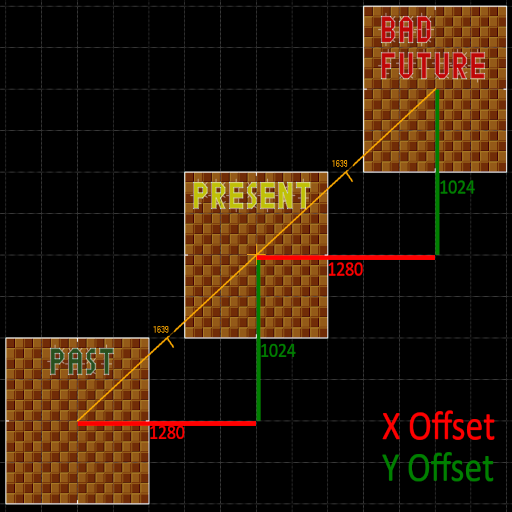 BAD
FUTURE
1639
1024
PRESENT
1280
1639
1024
PAST
1280
X Offset
Y Offset